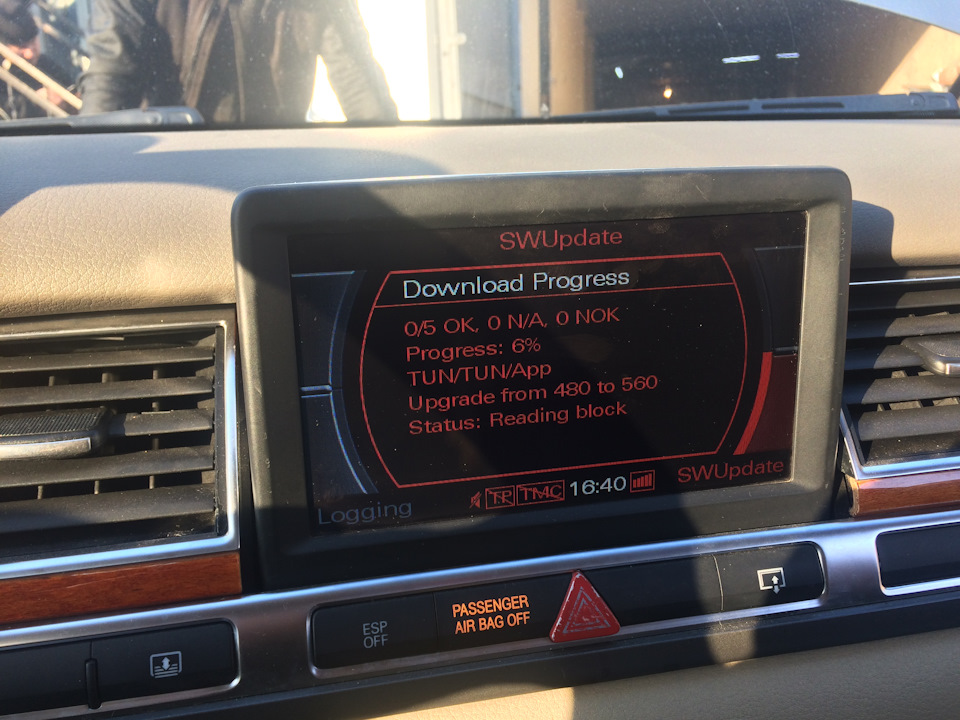 SWUpdate
Download Progress
0/5 OK, 0 N/A, 0 NOK
Progress: 6%
TUN/TUN/App
Upgrade from 480 to 560
Status: Reading block
Logging
TP TMC 16:40
SWUpdate
ESP
OFF
PASSENGER
AIR BAG OFF